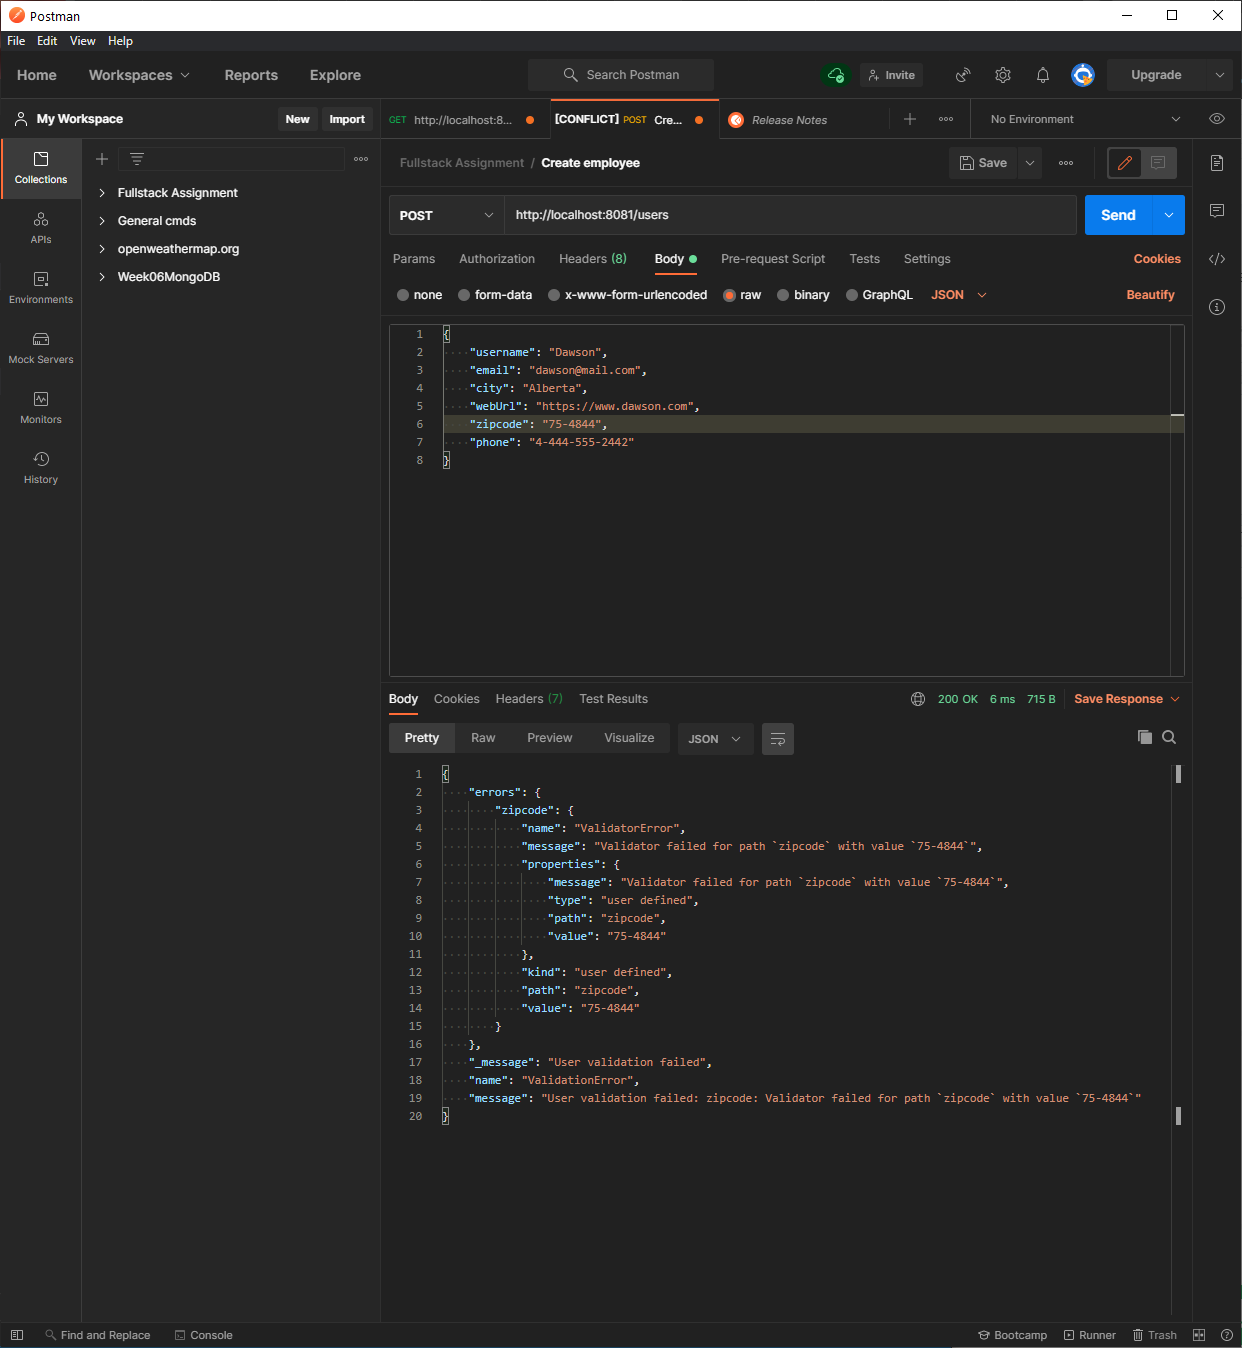 Postman
File Edit View Help
Home Workspaces Reports Explore Search Postman Invite Upgrade
My Workspace New Import GET http://localhost:8... [CONFLICT] POST Cre... Release Notes No Environment
Collections
APIs
Environments
Mock Servers
Monitors
History
Fullstack Assignment
General cmds
openweathermap.org
Week06MongoDB
Fullstack Assignment / Create employee Save
POST http://localhost:8081/users Send
Params Authorization Headers (8) Body Pre-request Script Tests Settings Cookies
none form-data x-www-form-urlencoded raw binary GraphQL JSON Beautify
1 {
2 "username": "Dawson",
3 "email": "dawson@mail.com",
4 "city": "Alberta",
5 "webUrl": "https://www.dawson.com",
6 "zipcode": "75-4844",
7 "phone": "4-444-555-2442"
8 }
Body Cookies Headers (7) Test Results 200 OK 6 ms 715 B Save Response
Pretty Raw Preview Visualize JSON
1 {
2 "errors": {
3 "zipcode": {
4 "name": "ValidatorError",
5 "message": "Validator failed for path `zipcode` with value `75-4844`",
6 "properties": {
7 "message": "Validator failed for path `zipcode` with value `75-4844`",
8 "type": "user defined",
9 "path": "zipcode",
10 "value": "75-4844"
11 },
12 "kind": "user defined",
13 "path": "zipcode",
14 "value": "75-4844"
15 }
16 },
17 "_message": "User validation failed",
18 "name": "ValidationError",
19 "message": "User validation failed: zipcode: Validator failed for path `zipcode` with value `75-4844`"
20 }
Find and Replace Console Bootcamp Runner Trash